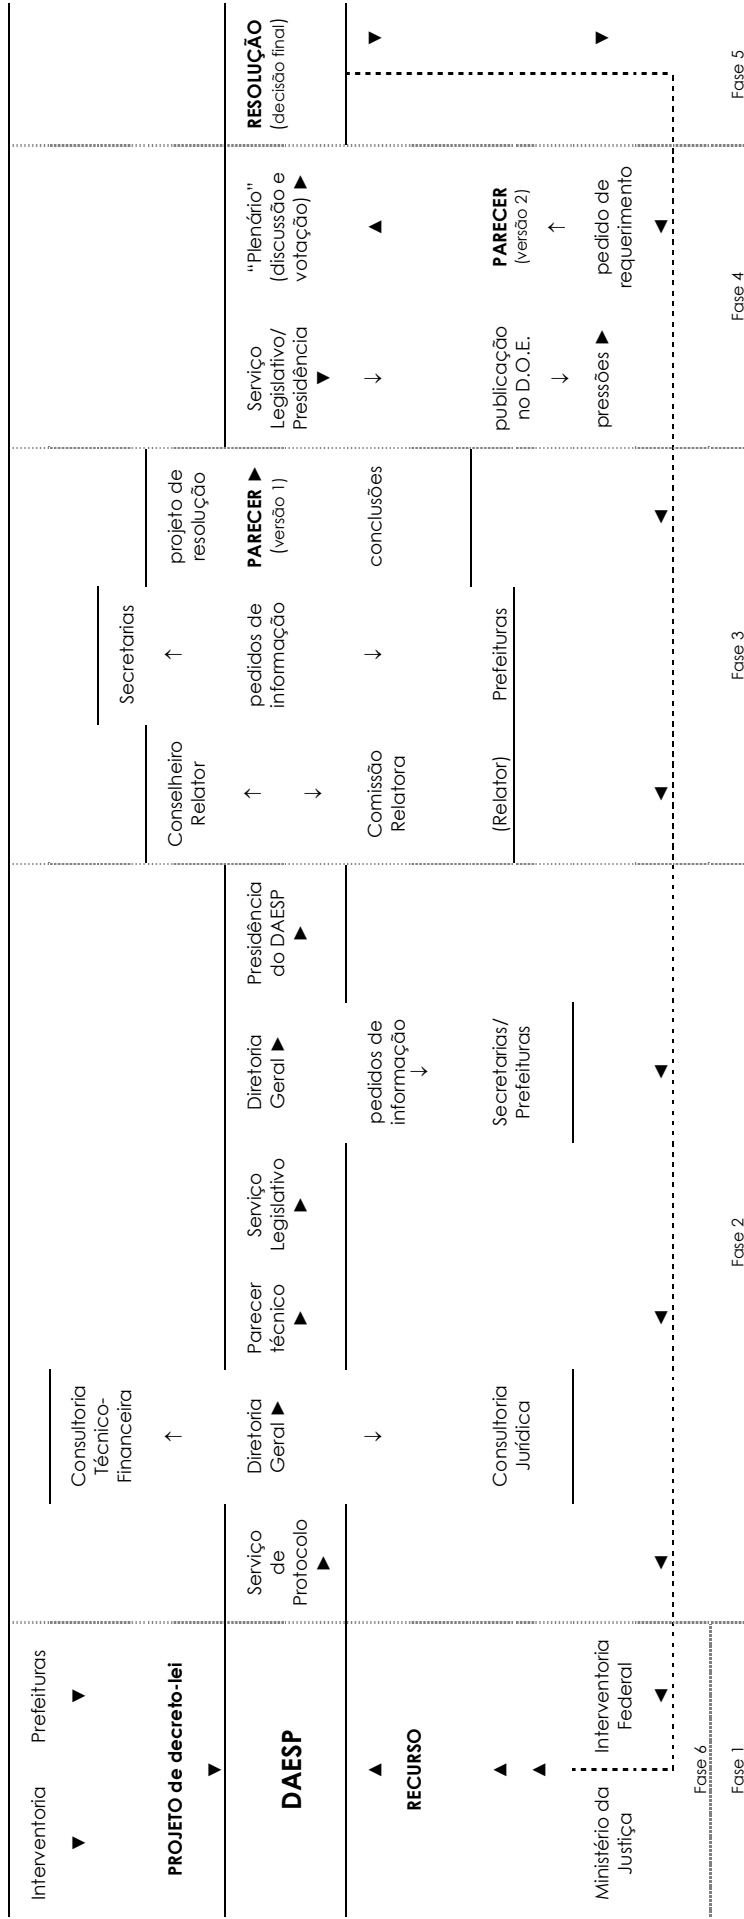 Interventoria
Prefeituras
PROJETO de decreto-lei
DAESP
RECURSO
Ministério da
Justiça
Interventoria
Federal
Fase 6
Fase 1
Serviço
de
Protocolo
Consultoria
Técnico-
Financeira
↑
Diretoria
Geral ►
↓
Consultoria
Jurídica
Parecer
técnico
Serviço
Legislativo
Diretoria
Geral ►
pedidos de
informação
↓
Secretarias/
Prefeituras
Presidência
do DAESP
Fase 2
Conselheiro
Relator
↑
↓
Comissão
Relatora
(Relator)
Secretarias
↑
pedidos de
informação
↓
Prefeituras
projeto de
resolução
PARECER ►
(versão 1)
conclusões
Fase 3
Serviço
Legislativo/
Presidência
▼
↓
publicação
no D.O.E.
↓
pressões ►
"Plenário"
(discussão e
votação) ►
▲
PARECER
(versão 2)
↑
pedido de
requerimento
Fase 4
RESOLUÇÃO
(decisão final)
Fase 5